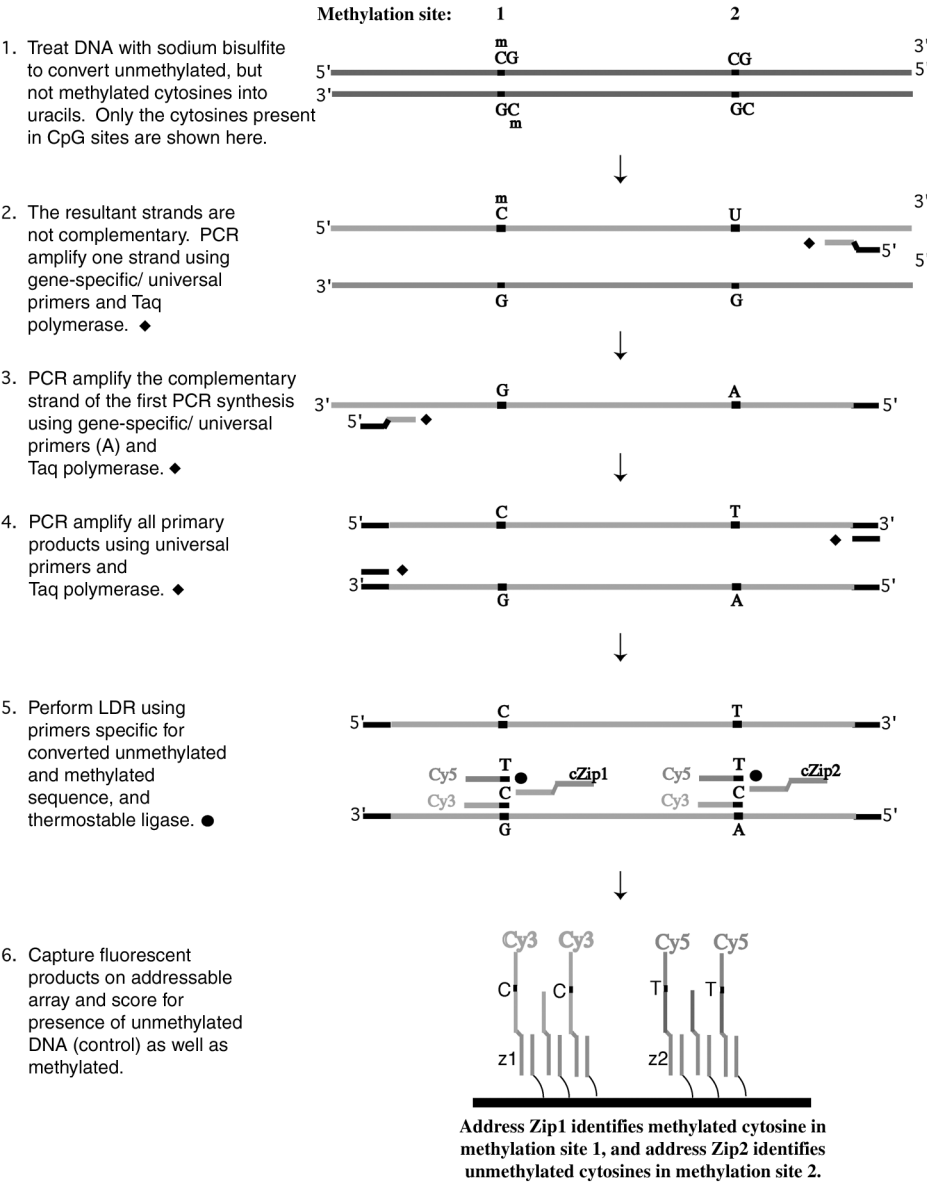 Methylation site: 1 2
1. Treat DNA with sodium bisulfite
to convert unmethylated, but
not methylated cytosines into
uracils. Only the cytosines present
in CpG sites are shown here.
m
CG CG
3'
5' 5'
3'
GC GC
m
2. The resultant strands are
not complementary. PCR
amplify one strand using
gene-specific/ universal
primers and Taq
polymerase.
m
C U
3'
5'
5'
5'
3'
G G
3. PCR amplify the complementary
strand of the first PCR synthesis
using gene-specific/ universal
primers (A) and
Taq polymerase.
G A
3' 5'
5'
4. PCR amplify all primary
products using universal
primers and
Taq polymerase.
C T
5' 3'
3' 5'
G A
5. Perform LDR using
primers specific for
converted unmethylated
and methylated
sequence, and
thermostable ligase.
C T
5' 3'
T T
Cy5 cZip1 Cy5 cZip2
C C
Cy3 Cy3
3' 5'
G A
6. Capture fluorescent
products on addressable
array and score for
presence of unmethylated
DNA (control) as well as
methylated.
Cy3 Cy3 Cy5 Cy5
C C T T
z1 z2
Address Zip1 identifies methylated cytosine in
methylation site 1, and address Zip2 identifies
unmethylated cytosines in methylation site 2.